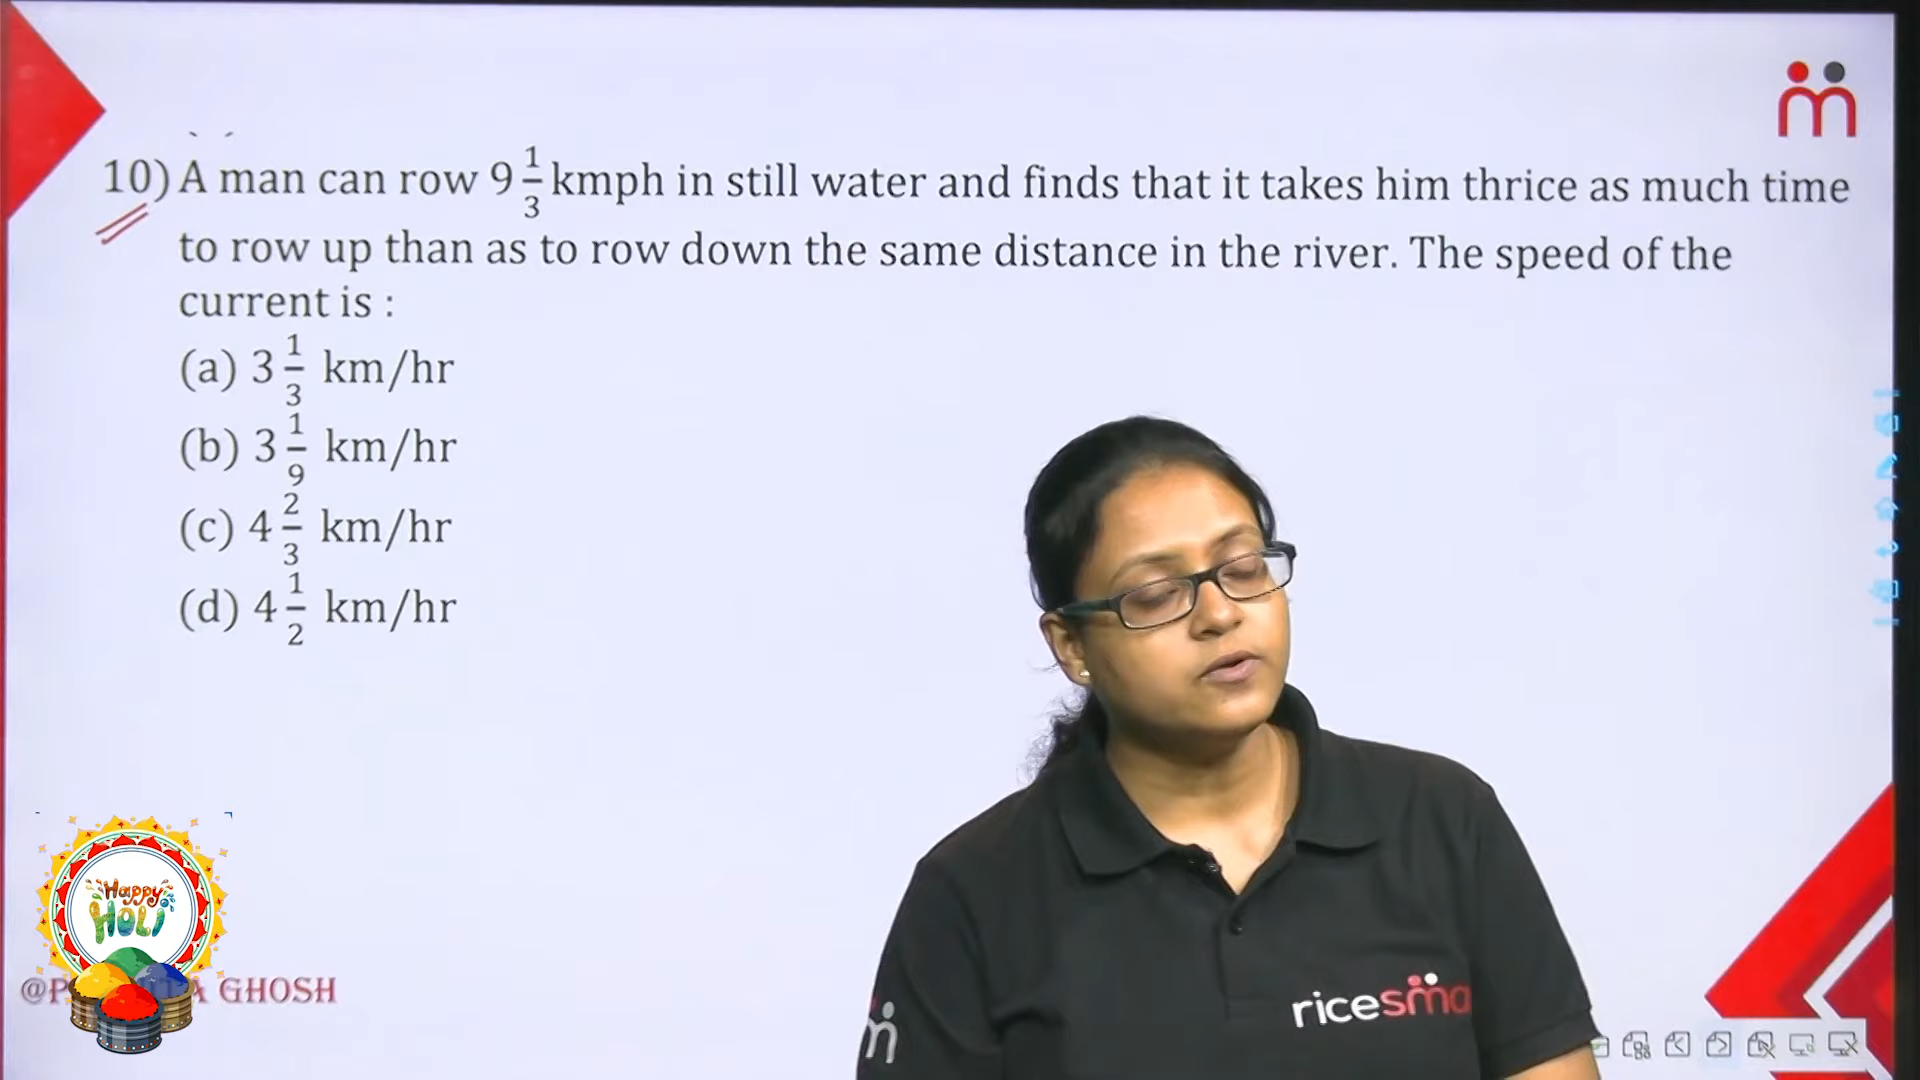 10) A man can row 9 1/3 kmph in still water and finds that it takes him thrice as much time
to row up than as to row down the same distance in the river. The speed of the
current is :
(a) 3 1/3 km/hr
(b) 3 1/9 km/hr
(c) 4 2/3 km/hr
(d) 4 1/2 km/hr
Happy
HOLI
GHOSH
ricesma